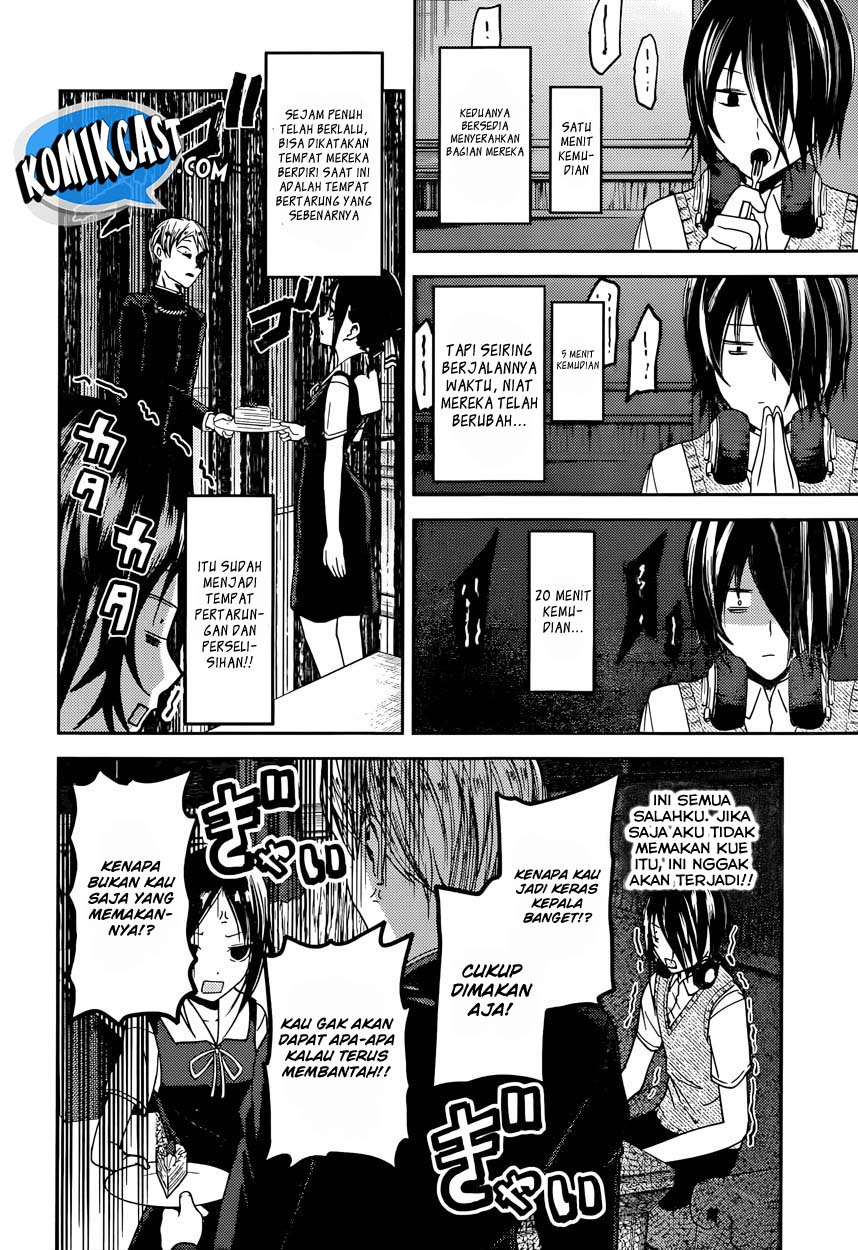 SATU
MENIT
KEMU-
DIAN
KEDUANYA
BERSEDIA
MENYERAHKAN
BAGIAN MEREKA
5 MENIT
KEMUDIAN
TAPI SEIRING
BERJALANNYA
WAKTU, NIAT
MEREKA TELAH
BERUBAH...
20 MENIT
KEMU-
DIAN...
SEJAM PENUH
TELAH BERLALU,
BISA DIKATAKAN
TEMPAT MEREKA
BERDIRI SAAT INI
ADALAH TEMPAT
BERTARUNG YANG
SEBENARNYA
KOMIKCAST
.COM
ゴ
ゴ
カタ
カタ
ITU SUDAH
MENJADI
TEMPAT
PERTARUN-
GAN DAN
PERSELI-
SIHAN!!
INI SEMUA
SALAHKU. JIKA
SAJA AKU TIDAK
MEMAKAN KUE
ITU, INI NGGAK
AKAN TERJADI!!
KENAPA KAU
JADI KERAS
KEPALA
BANGET!?
CUKUP
DIMAKAN
AJA!
ぎゃい
KAU GAK AKAN
DAPAT APA-APA
KALAU TERUS
MEMBANTAH!!
KENAPA
BUKAN KAU
SAJA YANG
MEMAKAN-
NYA!?
ぎゃい